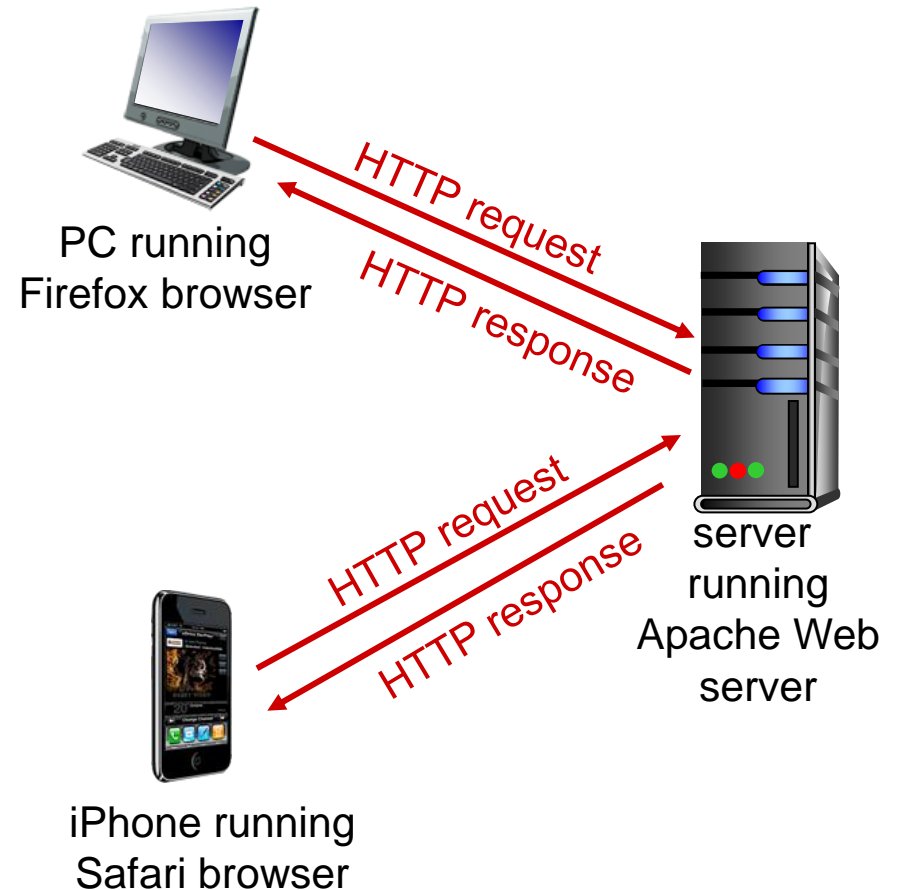 HTTP request
HTTP response
PC running
Firefox browser
HTTP request
HTTP response
server
running
Apache Web
server
iPhone running
Safari browser